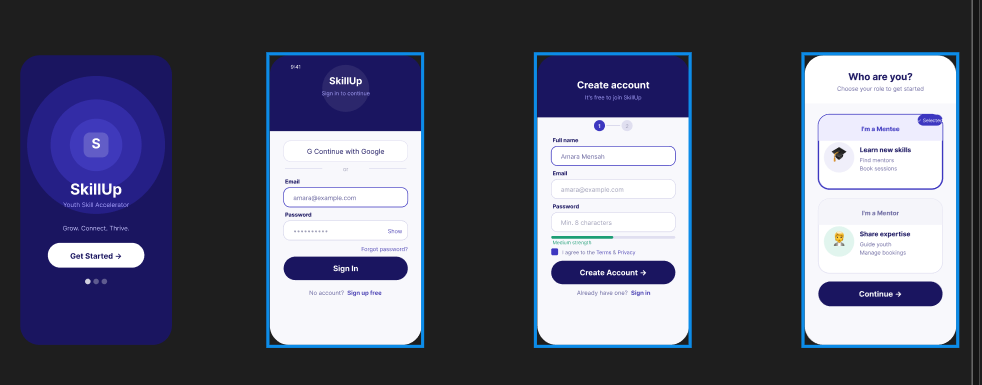 S
SkillUp
Youth Skill Accelerator
Grow. Connect. Thrive.
Get Started →
9:41
SkillUp
Sign in to continue
G Continue with Google
or
Email
amara@example.com
Password
Show
Forgot password?
Sign In
No account? Sign up free
Create account
It's free to join SkillUp
1
2
Full name
Amara Mensah
Email
amara@example.com
Password
Min. 8 characters
Medium strength
I agree to the Terms & Privacy
Create Account →
Already have one? Sign in
Who are you?
Choose your role to get started
✓ Selected
I'm a Mentee
Learn new skills
Find mentors
Book sessions
I'm a Mentor
Share expertise
Guide youth
Manage bookings
Continue →